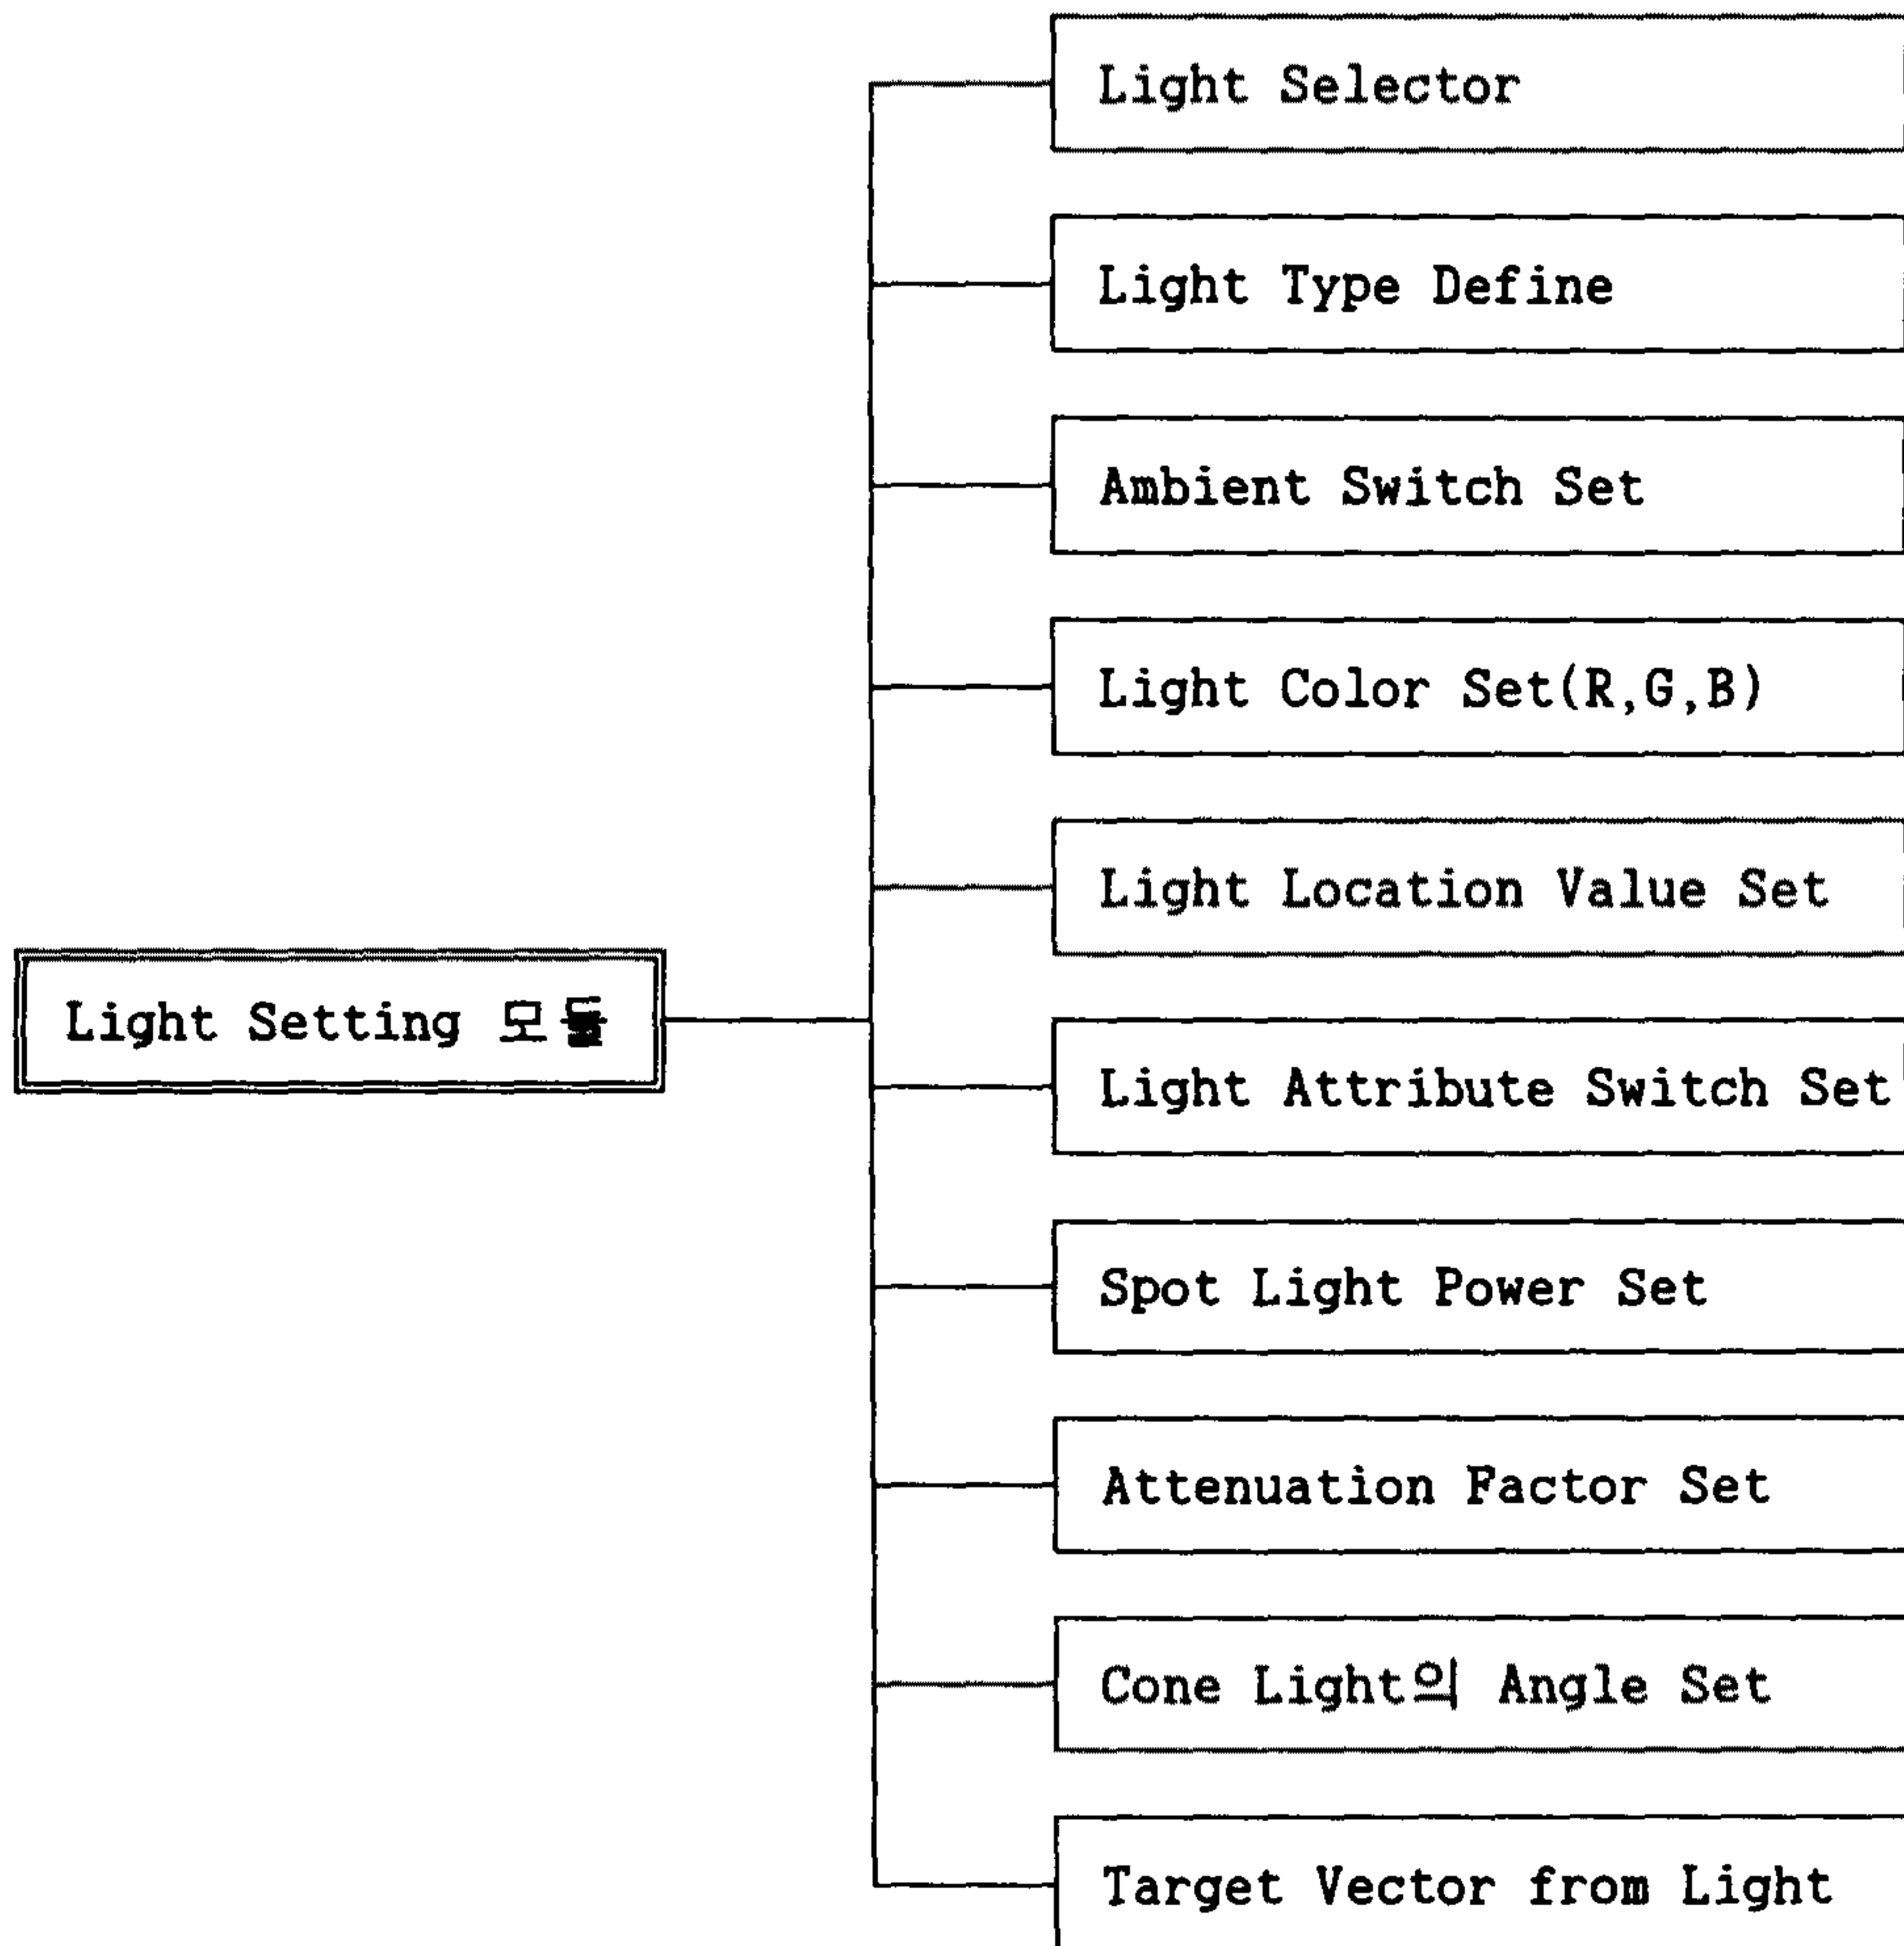 Light Selector
Light Type Define
Ambient Switch Set
Light Color Set(R,G,B)
Light Location Value Set
Light Setting 모듈
Light Attribute Switch Set
Spot Light Power Set
Attenuation Factor Set
Cone Light의 Angle Set
Target Vector from Light